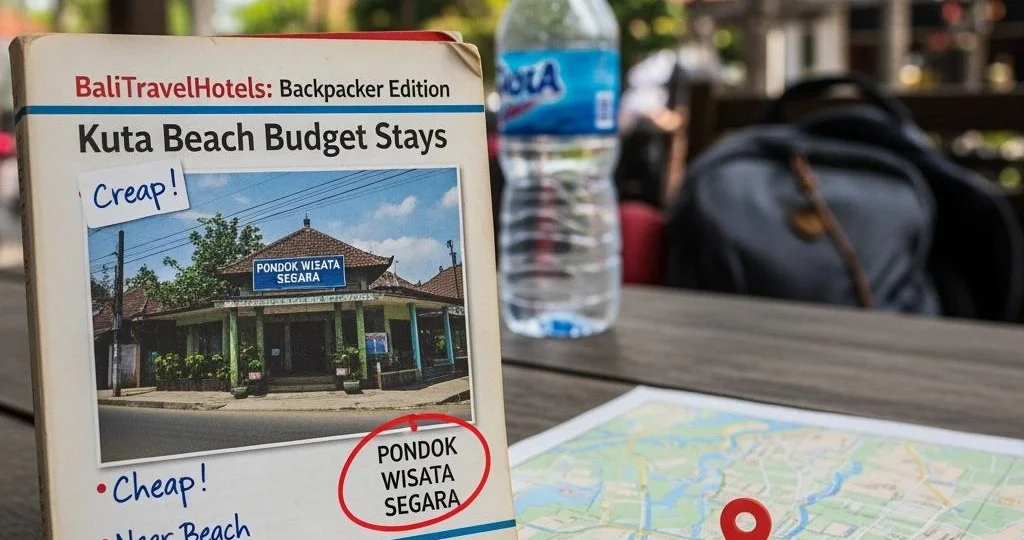 BaliTravelHotels: Backpacker Edition
Kuta Beach Budget Stays
Creap!
PONDOK WISATA
SEGARA
PONDOK
WISATA
SEGARA
• Cheap!
Near Beach